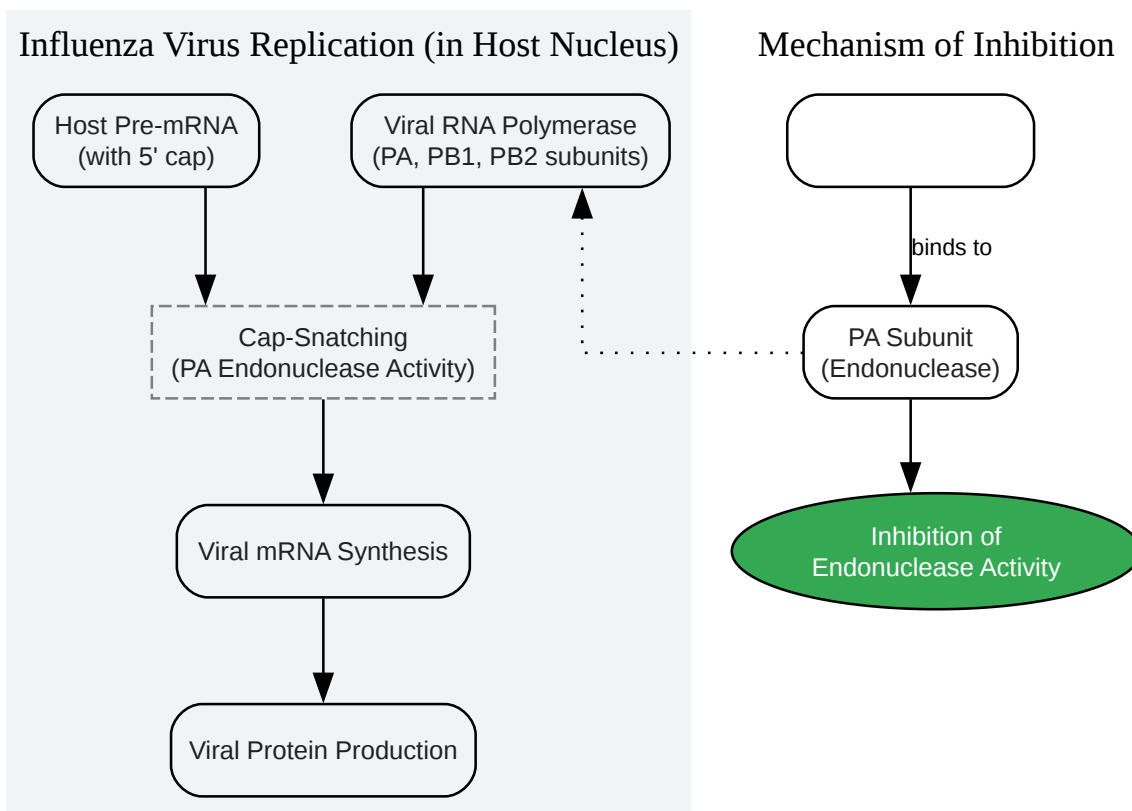 Influenza Virus Replication (in Host Nucleus)
Mechanism of Inhibition
Host Pre-mRNA
(with 5' cap)
Viral RNA Polymerase
(PA, PB1, PB2 subunits)
binds to
Cap-Snatching
(PA Endonuclease Activity)
PA Subunit
(Endonuclease)
Viral mRNA Synthesis
Inhibition of
Endonuclease Activity
Viral Protein Production